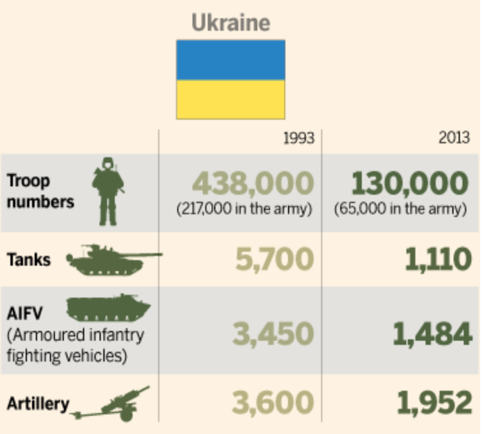 Ukraine
1993 2013
Troop numbers 438,000 130,000
(217,000 in the army) (65,000 in the army)
Tanks 5,700 1,110
AIFV
(Armoured infantry
fighting vehicles) 3,450 1,484
Artillery 3,600 1,952